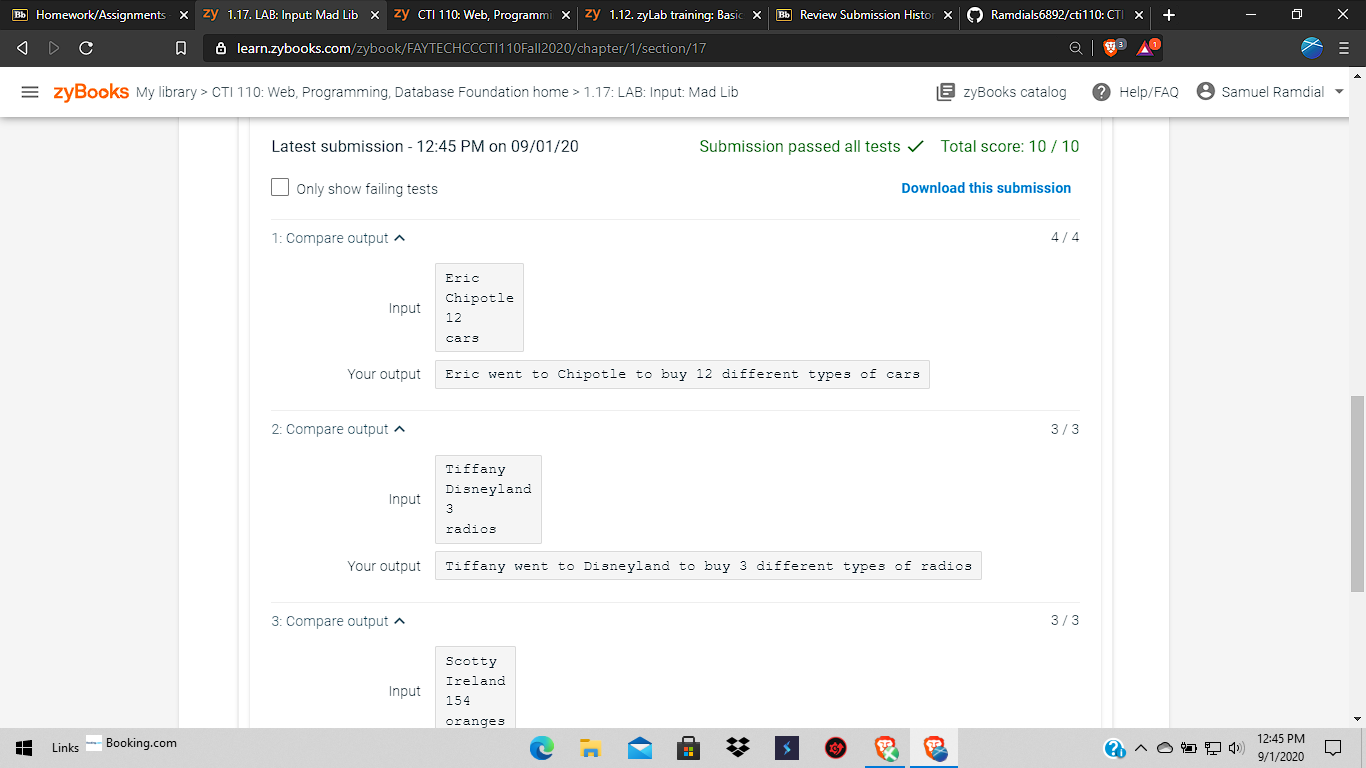 Homework/Assignments
1.17. LAB: Input: Mad Lib
CTI 110: Web, Programmi
1.12. zyLab training: Basic
Review Submission Histor
Ramdials6892/cti110: CTI
learn.zybooks.com/zybook/FAYTECHCCCTI110Fall2020/chapter/1/section/17
3
1
zyBooks My library > CTI 110: Web, Programming, Database Foundation home > 1.17: LAB: Input: Mad Lib
zyBooks catalog
Help/FAQ
Samuel Ramdial
Latest submission - 12:45 PM on 09/01/20
Submission passed all tests
Total score: 10 / 10
Only show failing tests
Download this submission
1: Compare output
4 / 4
Input
Eric
Chipotle
12
cars
Your output
Eric went to Chipotle to buy 12 different types of cars
2: Compare output
3 / 3
Input
Tiffany
Disneyland
3
radios
Your output
Tiffany went to Disneyland to buy 3 different types of radios
3: Compare output
3 / 3
Input
Scotty
Ireland
154
oranges
Links
Booking.com
12:45 PM
9/1/2020